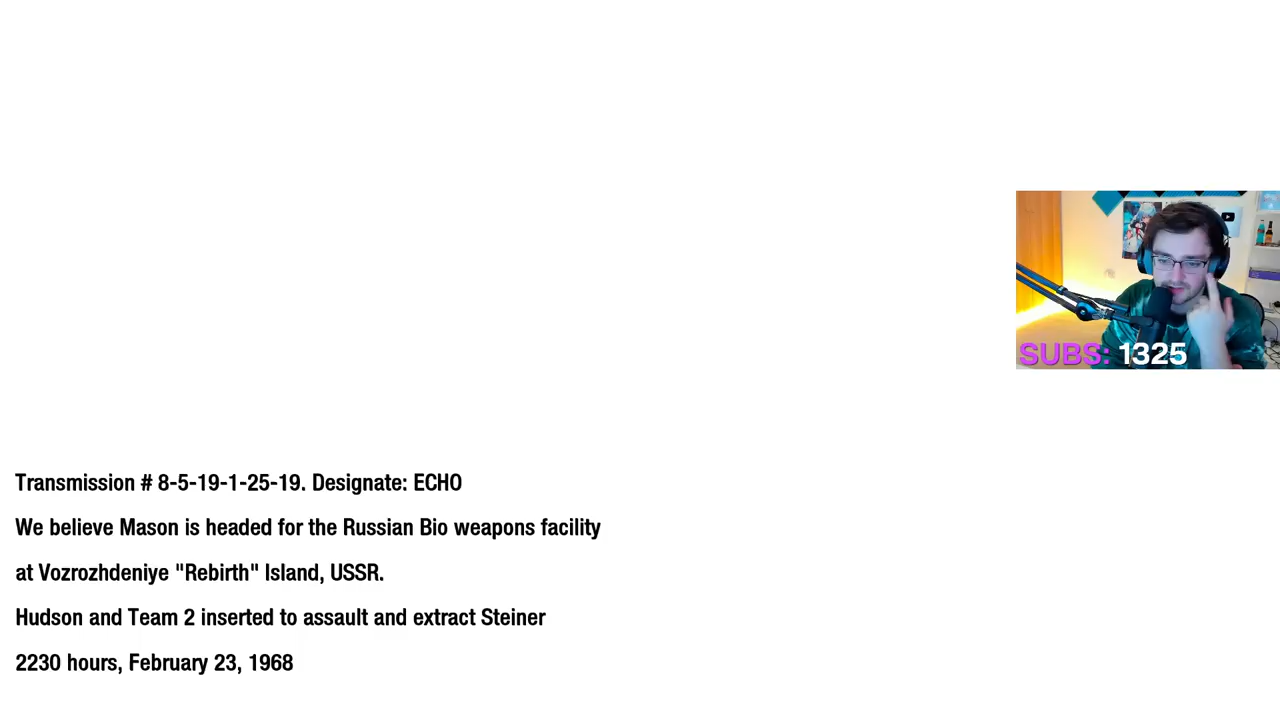 SUBS: 1325
Transmission # 8-5-19-1-25-19. Designate: ECHO
We believe Mason is headed for the Russian Bio weapons facility
at Vozrozhdeniye "Rebirth" Island, USSR.
Hudson and Team 2 inserted to assault and extract Steiner
2230 hours, February 23, 1968